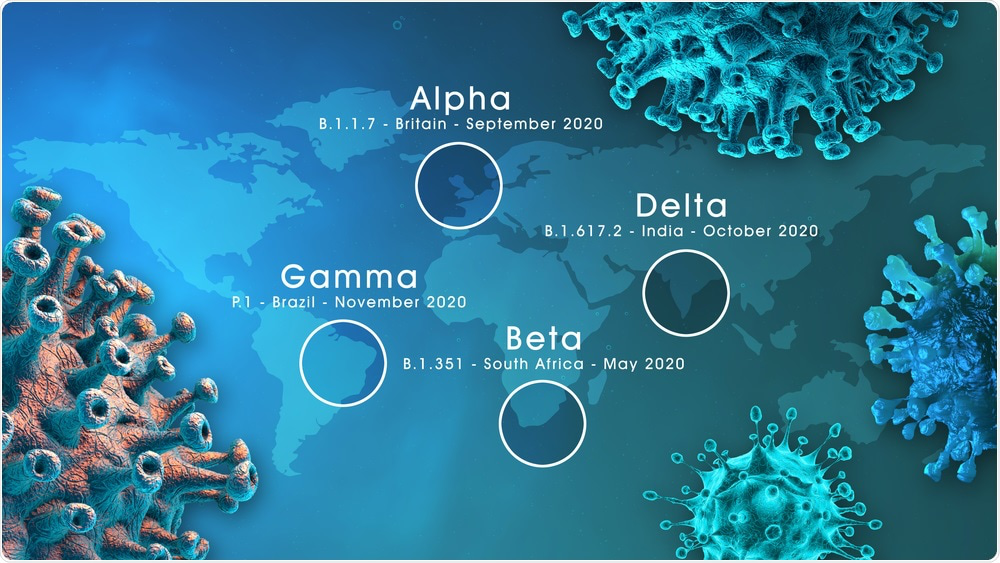 Alpha
B.1.1.7 - Britain - September 2020
Delta
B.1.617.2 - India - October 2020
Gamma
P.1 - Brazil - November 2020
Beta
B.1.351 - South Africa - May 2020